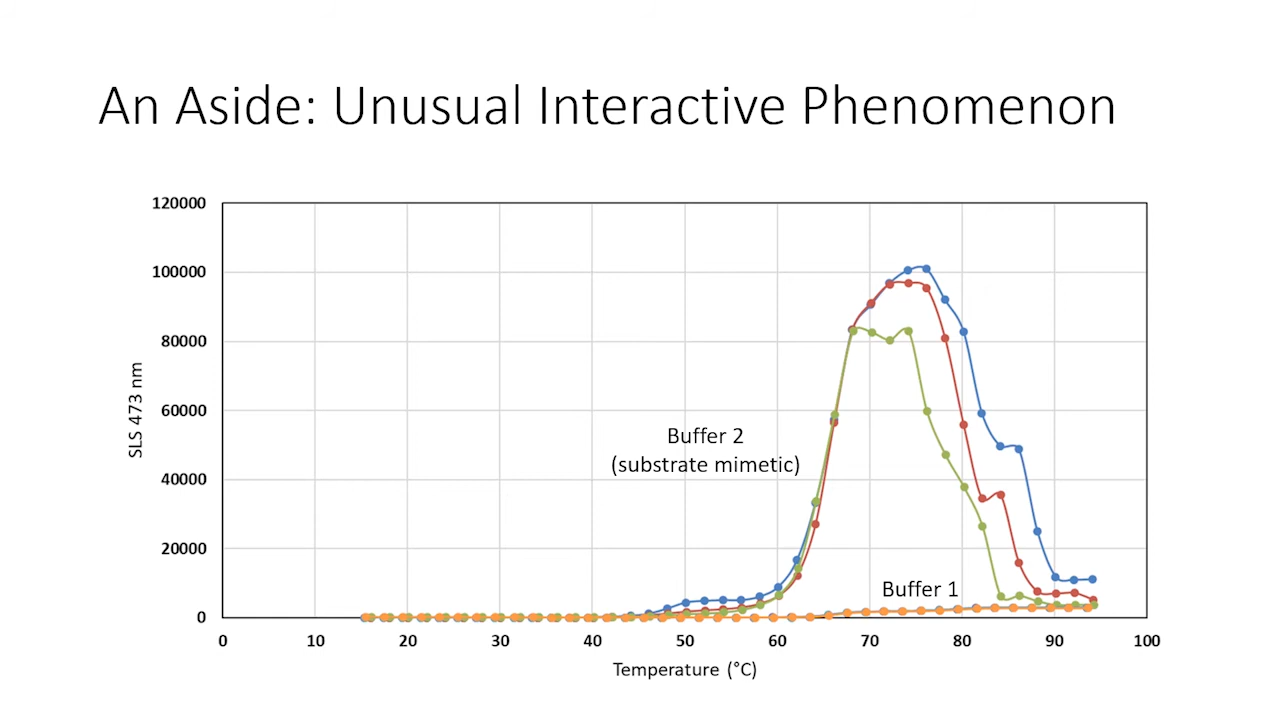 An Aside: Unusual Interactive Phenomenon
120000
100000
80000
60000
40000
20000
0
SLS 473 nm
Buffer 2
(substrate mimetic)
Buffer 1
0 10 20 30 40 50 60 70 80 90 100
Temperature (°C)